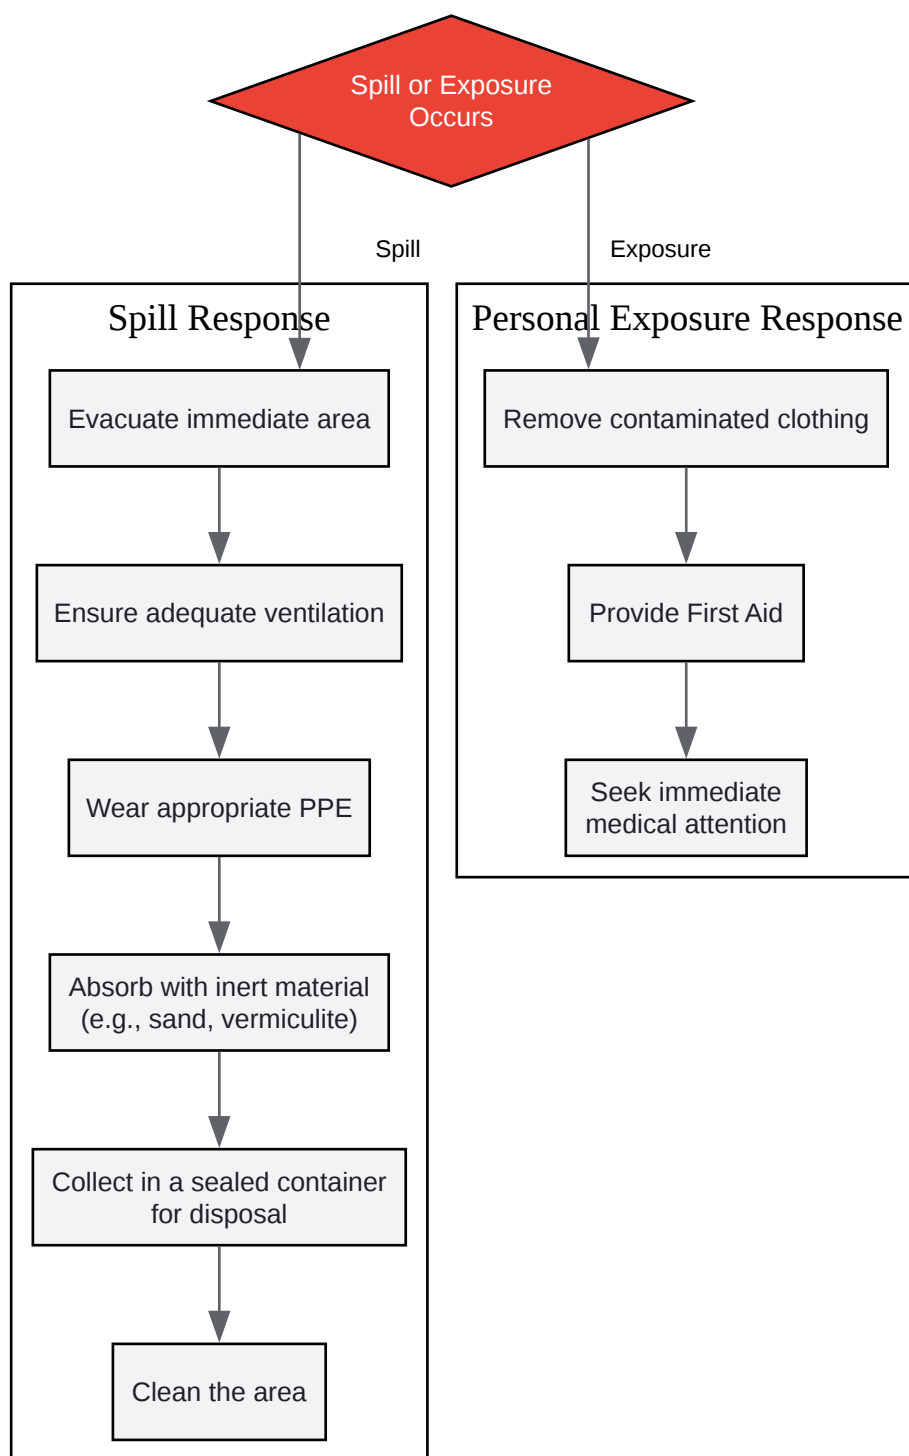 Spill or Exposure
Occurs
Spill
Exposure
Spill Response
Evacuate immediate area
Ensure adequate ventilation
Wear appropriate PPE
Absorb with inert material
(e.g., sand, vermiculite)
Collect in a sealed container
for disposal
Clean the area
Personal Exposure Response
Remove contaminated clothing
Provide First Aid
Seek immediate
medical attention